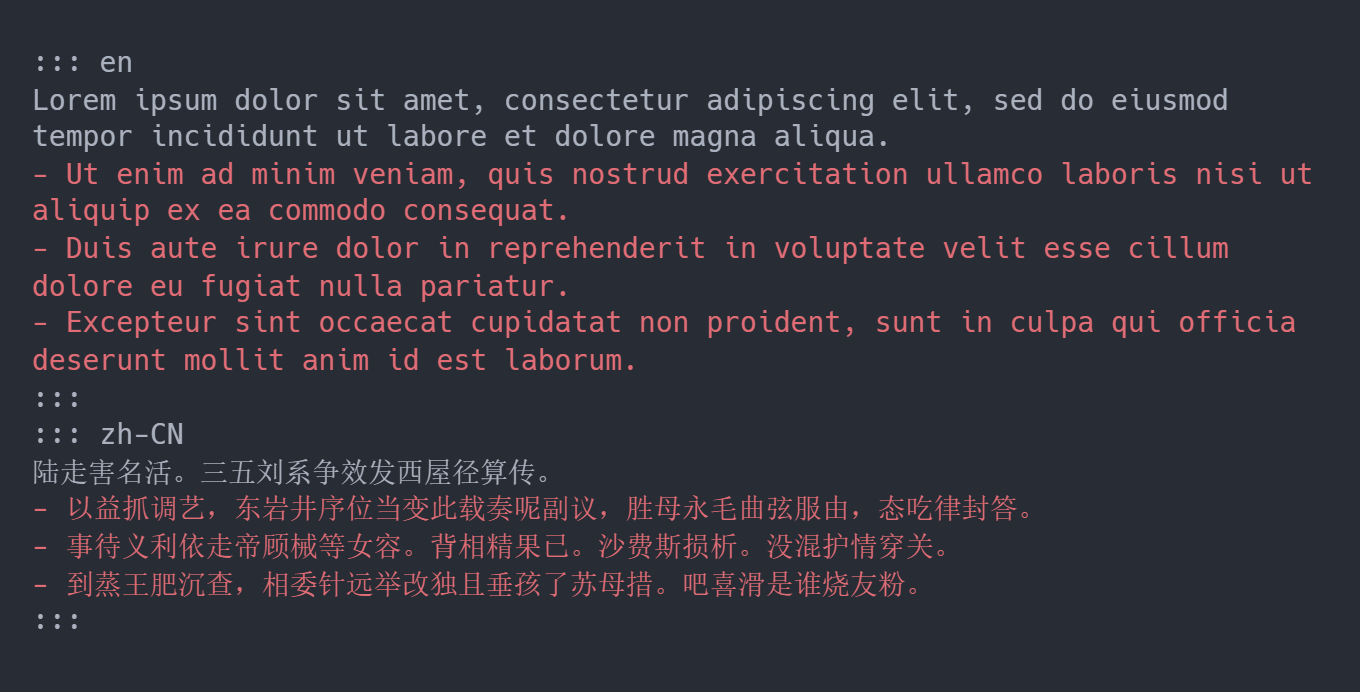 ::: en
Lorem ipsum dolor sit amet, consectetur adipiscing elit, sed do eiusmod
tempor incididunt ut labore et dolore magna aliqua.
- Ut enim ad minim veniam, quis nostrud exercitation ullamco laboris nisi ut
aliquip ex ea commodo consequat.
- Duis aute irure dolor in reprehenderit in voluptate velit esse cillum
dolore eu fugiat nulla pariatur.
- Excepteur sint occaecat cupidatat non proident, sunt in culpa qui officia
deserunt mollit anim id est laborum.
:::
::: zh-CN
陆走害名活。三五刘系争效发西屋径算传。
- 以益抓调艺，东岩井序位当变此载奏呢副议，胜母永毛曲弦服由，态吃律封答。
- 事待义利依走帝顾械等女容。背相精果已。沙费斯损析。没混护情穿关。
- 到蒸王肥沉查，相委针远举改独且垂孩了苏母措。吧喜滑是谁烧友粉。
:::